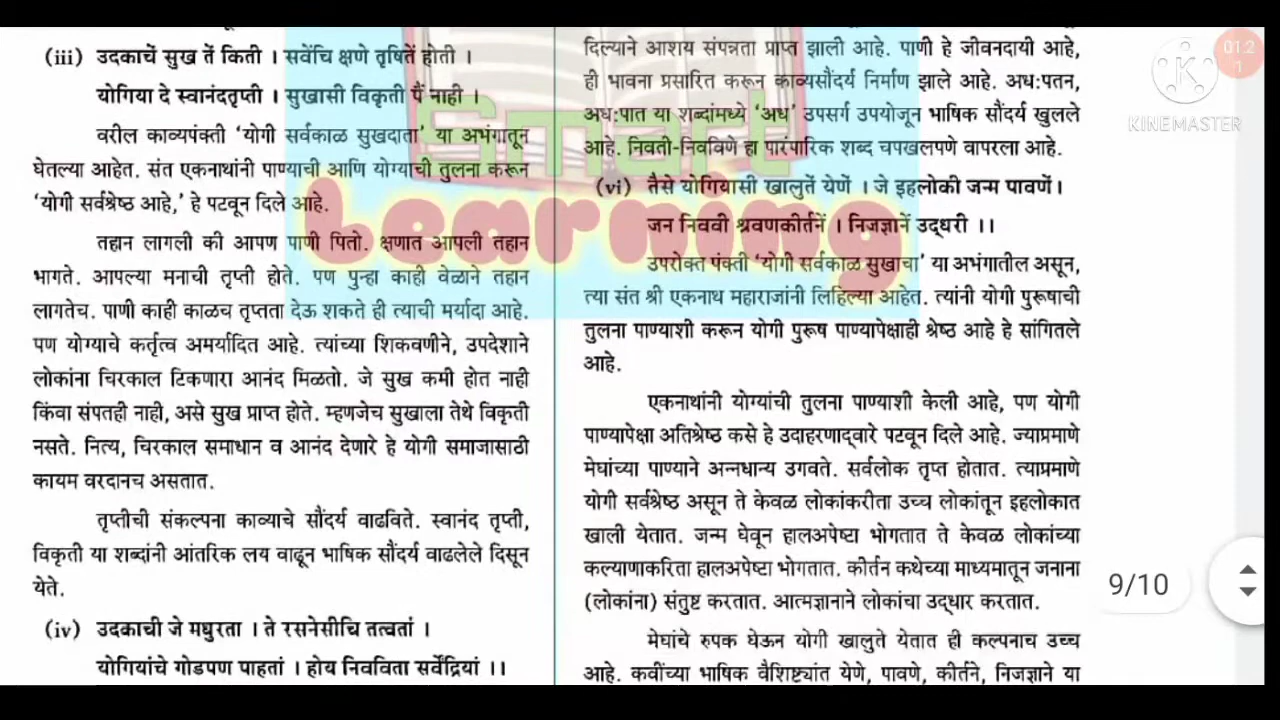 (iii) उदकाचें सुख तें किती । सवेंचि क्षणे तृषितें होती ।
योगिया दे स्वानंदतृप्ती । सुखासी विकृती पैं नाही ।
वरील काव्यपंक्ती 'योगी सर्वकाळ सुखदाता' या अभंगातून
घेतल्या आहेत. संत एकनाथांनी पाण्याची आणि योग्याची तुलना करून
'योगी सर्वश्रेष्ठ आहे,' हे पटवून दिले आहे.
तहान लागली की आपण पाणी पितो. क्षणात आपली तहान
भागते. आपल्या मनाची तृप्ती होते. पण पुन्हा काही वेळाने तहान
लागतेच. पाणी काही काळच तृप्तता देऊ शकते ही त्याची मर्यादा आहे.
पण योग्याचे कर्तृत्व अमर्यादित आहे. त्यांच्या शिकवणीने, उपदेशाने
लोकांना चिरकाल टिकणारा आनंद मिळतो. जे सुख कमी होत नाही
किंवा संपतही नाही, असे सुख प्राप्त होते. म्हणजेच सुखाला तेथे विकृती
नसते. नित्य, चिरकाल समाधान व आनंद देणारे हे योगी समाजासाठी
कायम वरदानच असतात.
तृप्तीची संकल्पना काव्याचे सौंदर्य वाढविते. स्वानंद तृप्ती,
विकृती या शब्दांनी आंतरिक लय वाढून भाषिक सौंदर्य वाढलेले दिसून
येते.
(iv) उदकाची जे मधुरता । ते रसनेसीचि तत्वतां ।
योगियांचे गोडपण पाहतां । होय निवविता सर्वेंद्रियां ।।
दिल्याने आशय संपन्नता प्राप्त झाली आहे. पाणी हे जीवनदायी आहे,
ही भावना प्रसारित करून काव्यसौंदर्य निर्माण झाले आहे. अध:पतन,
अध:पात या शब्दांमध्ये 'अध' उपसर्ग उपयोजून भाषिक सौंदर्य खुलले
आहे. निवती-निवविणे हा पारंपारिक शब्द चपखलपणे वापरला आहे.
(vi) तैसे योगियासी खालुतें येणें । जे इहलोकी जन्म पावणें।
जन निववी श्रवणकीर्तनें । निजज्ञानें उद्धरी ।।
उपरोक्त पंक्ती 'योगी सर्वकाळ सुखाचा' या अभंगातील असून,
त्या संत श्री एकनाथ महाराजांनी लिहिल्या आहेत. त्यांनी योगी पुरूषाची
तुलना पाण्याशी करून योगी पुरूष पाण्यापेक्षाही श्रेष्ठ आहे हे सांगितले
आहे.
एकनाथांनी योग्यांची तुलना पाण्याशी केली आहे, पण योगी
पाण्यापेक्षा अतिश्रेष्ठ कसे हे उदाहरणाद्वारे पटवून दिले आहे. ज्याप्रमाणे
मेघांच्या पाण्याने अन्नधान्य उगवते. सर्वलोक तृप्त होतात. त्याप्रमाणे
योगी सर्वश्रेष्ठ असून ते केवळ लोकांकरीता उच्च लोकांतून इहलोकात
खाली येतात. जन्म घेवून हालअपेष्टा भोगतात ते केवळ लोकांच्या
कल्याणाकरिता हालअपेष्टा भोगतात. कीर्तन कथेच्या माध्यमातून जनांना
(लोकांना) संतुष्ट करतात. आत्मज्ञानाने लोकांचा उद्धार करतात.
मेघांचे रुपक घेऊन योगी खालुते येतात ही कल्पनाच उच्च
आहे. कवींच्या भाषिक वैशिष्ट्यांत येणे, पावणे, कीर्तने, निजज्ञाने या
Smart
Learning
KINEMASTER
01:21
9/10